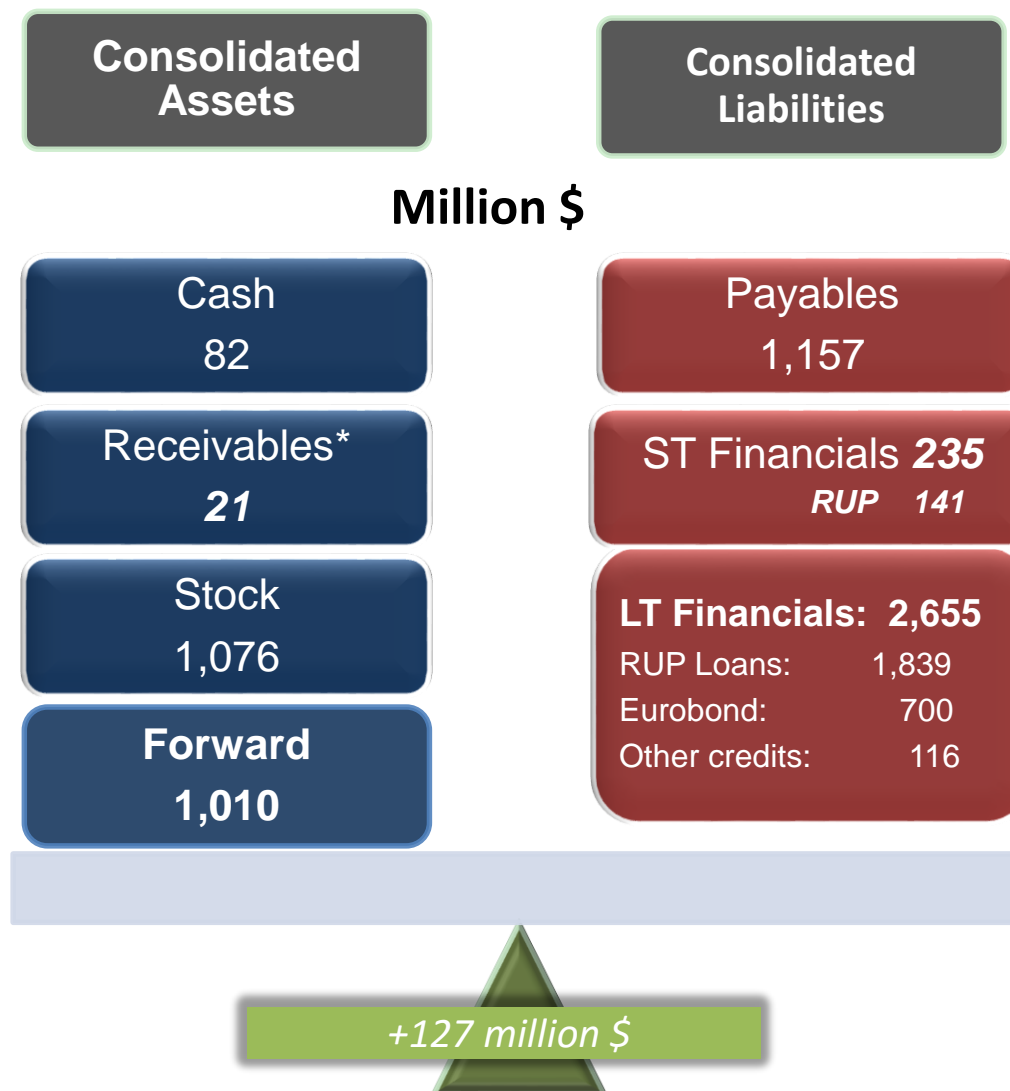 Consolidated
Assets
Consolidated
Liabilities
Million $
Cash
82
Receivables*
21
Stock
1,076
Forward
1,010
Payables
1,157
ST Financials 235
RUP 141
LT Financials: 2,655
RUP Loans: 1,839
Eurobond: 700
Other credits: 116
+127 million $